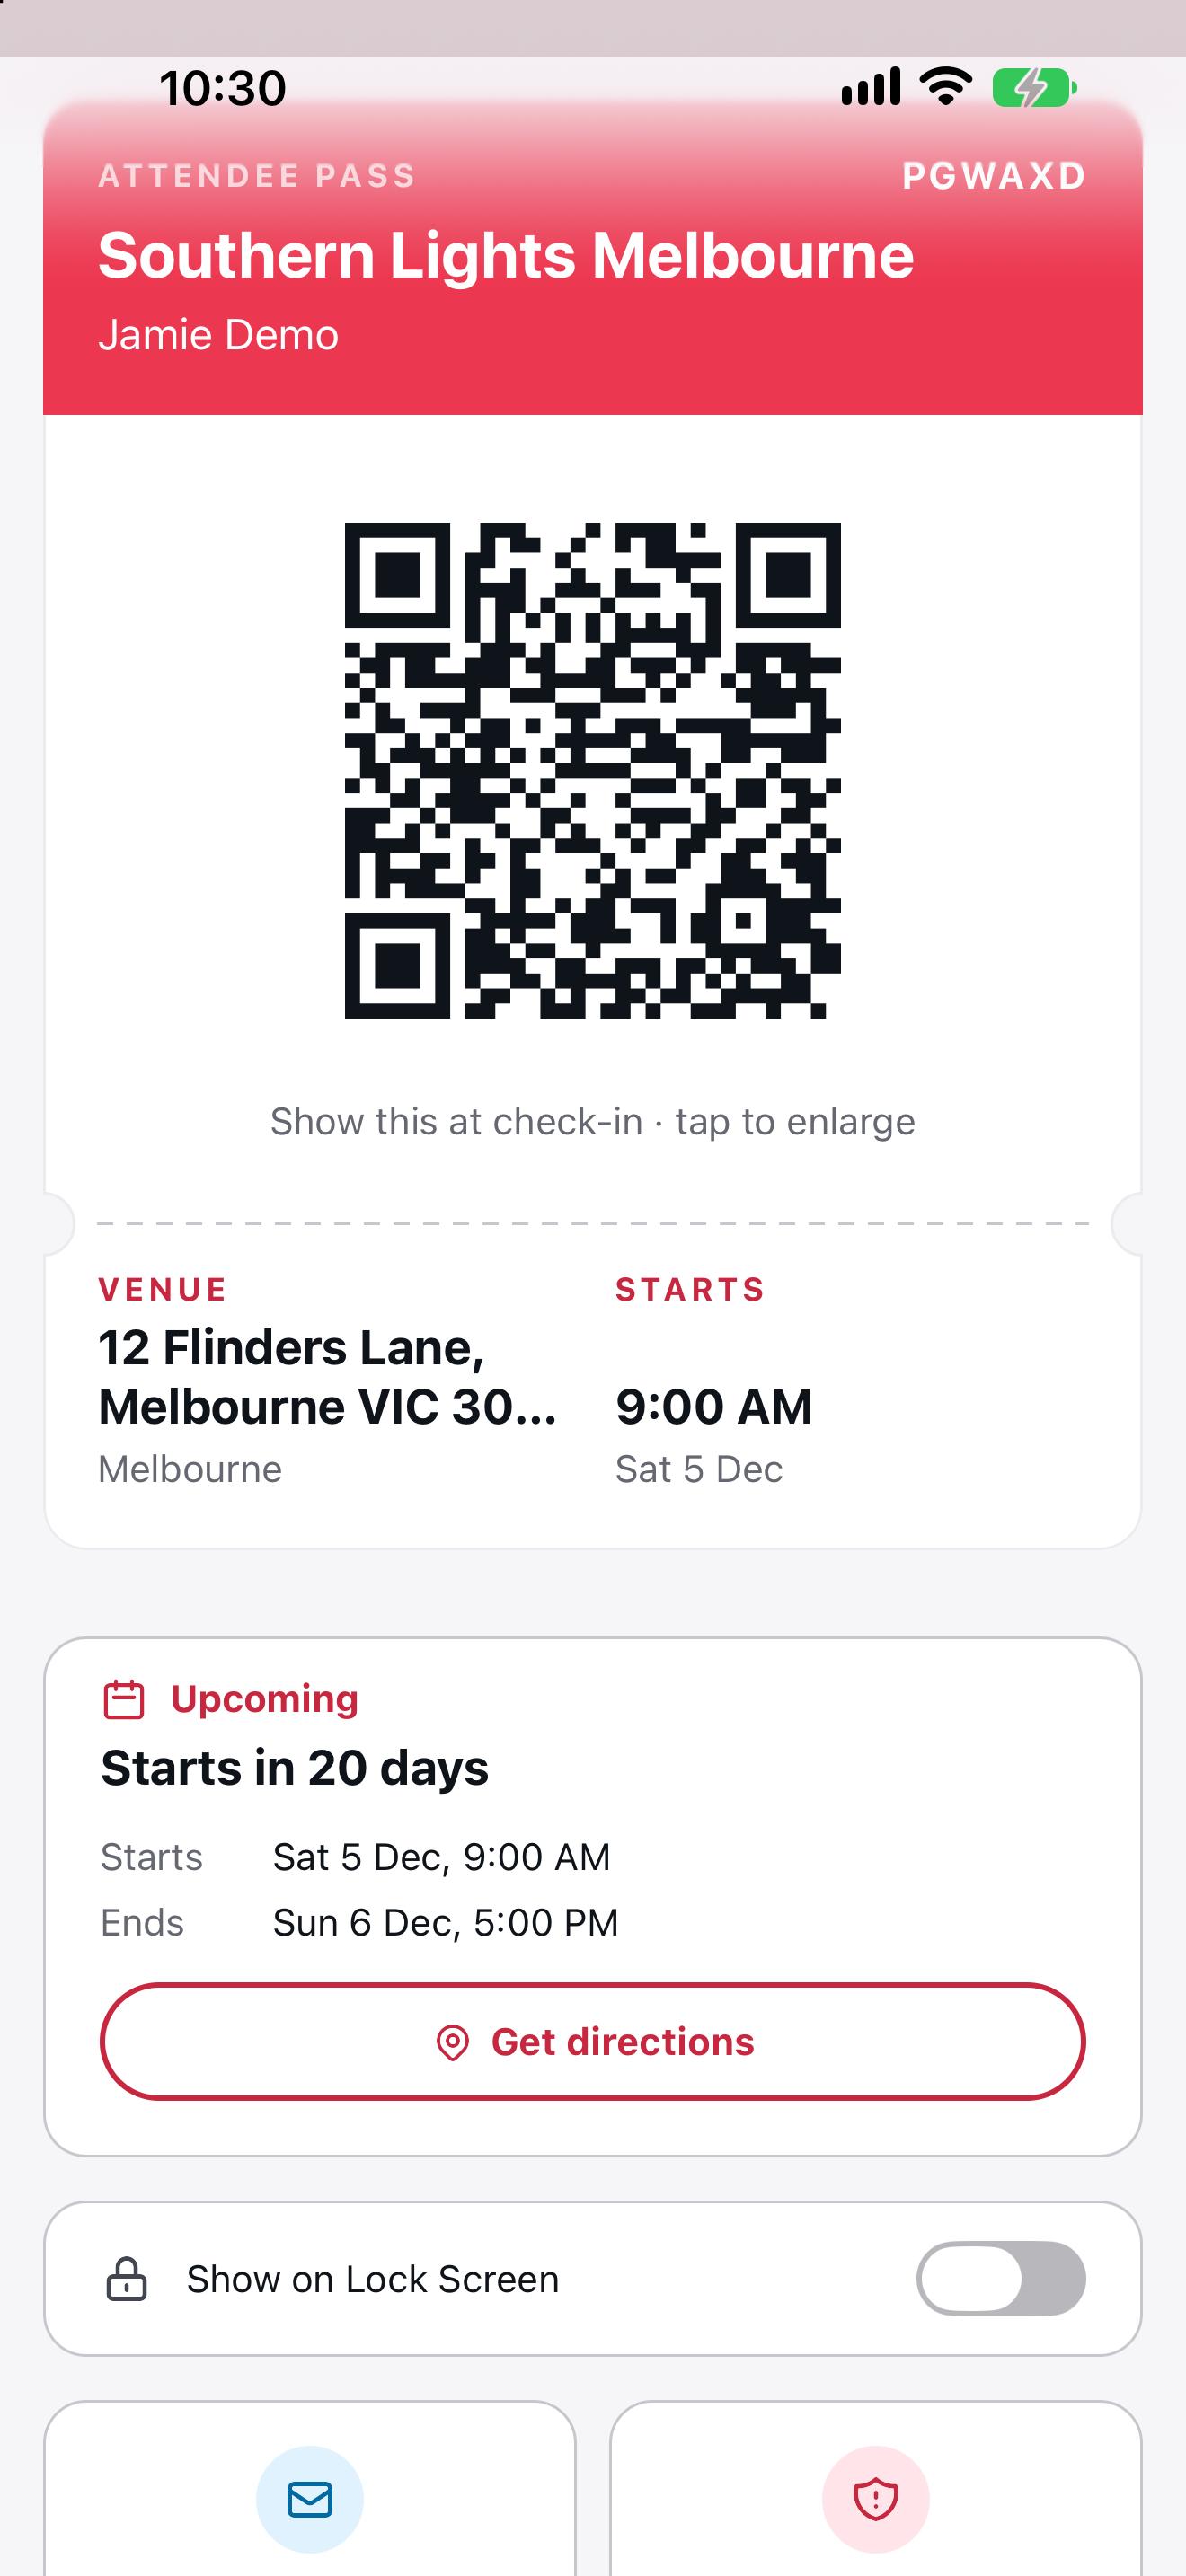 10:30
ATTENDEE PASS
PGWAXD
Southern Lights Melbourne
Jamie Demo
Show this at check-in · tap to enlarge
VENUE
12 Flinders Lane,
Melbourne VIC 30...
Melbourne
STARTS
9:00 AM
Sat 5 Dec
Upcoming
Starts in 20 days
Starts Sat 5 Dec, 9:00 AM
Ends Sun 6 Dec, 5:00 PM
Get directions
Show on Lock Screen